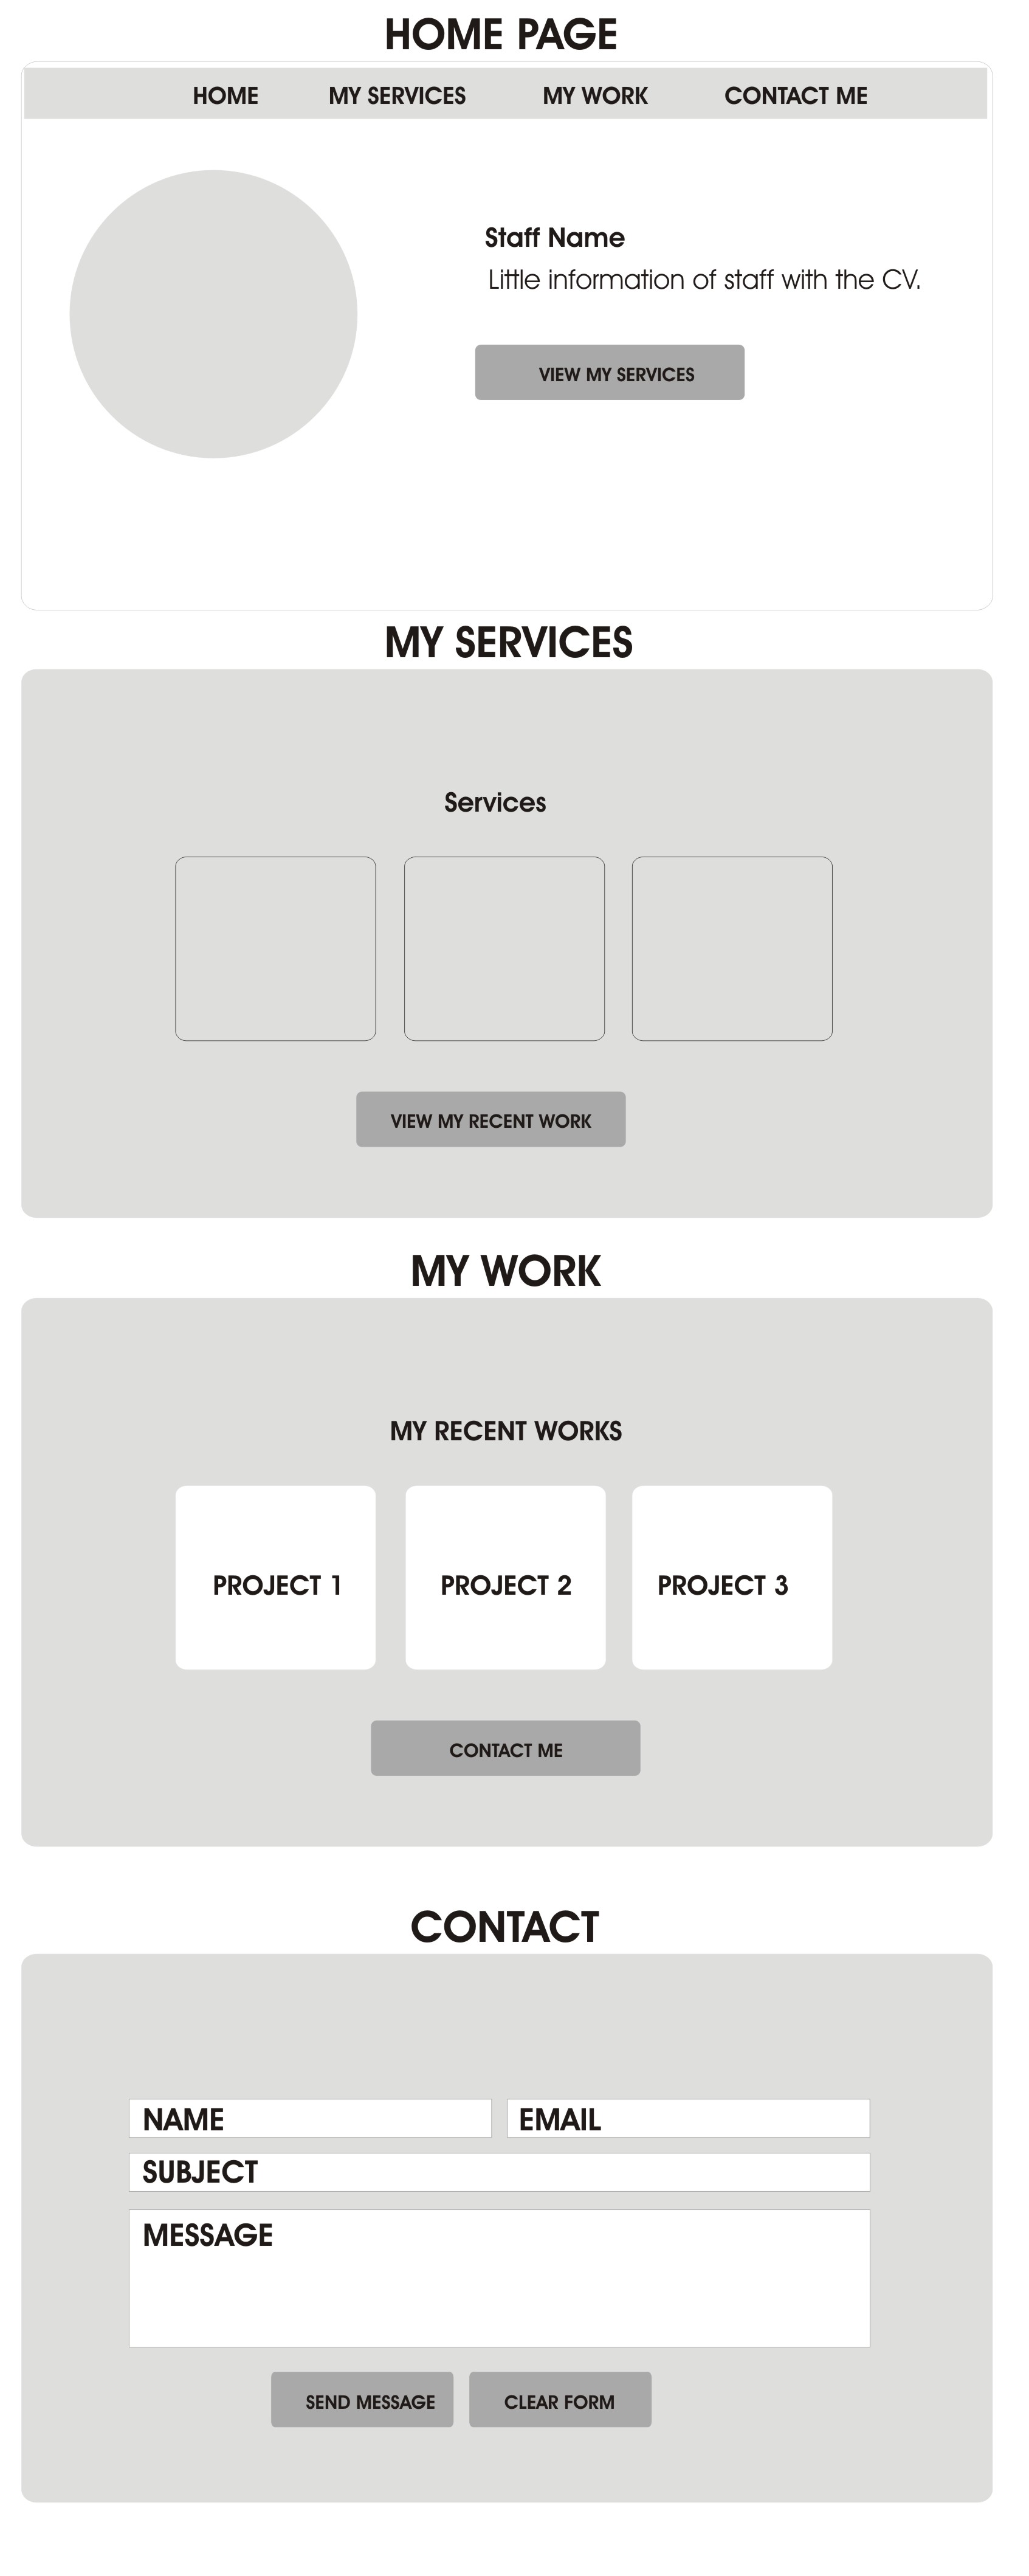 HOME PAGE
HOME MY SERVICES MY WORK CONTACT ME
Staff Name
Little information of staff with the CV.
VIEW MY SERVICES
MY SERVICES
Services
VIEW MY RECENT WORK
MY WORK
MY RECENT WORKS
PROJECT 1 PROJECT 2 PROJECT 3
CONTACT ME
CONTACT
NAME EMAIL
SUBJECT
MESSAGE
SEND MESSAGE CLEAR FORM